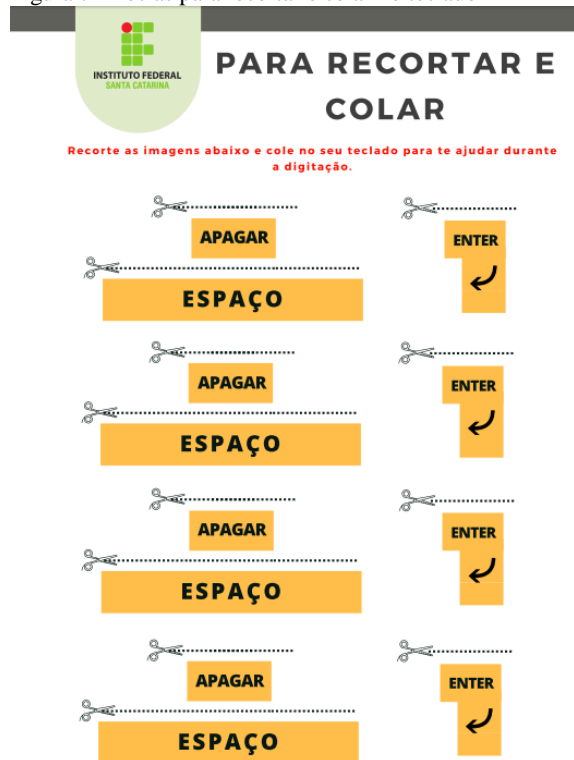 INSTITUTO FEDERAL
SANTA CATARINA
PARA RECORTAR E
COLAR
Recorte as imagens abaixo e cole no seu teclado para te ajudar durante
a digitação.
APAGAR
ENTER
ESPAÇO
APAGAR
ENTER
ESPAÇO
APAGAR
ENTER
ESPAÇO
APAGAR
ENTER
ESPAÇO